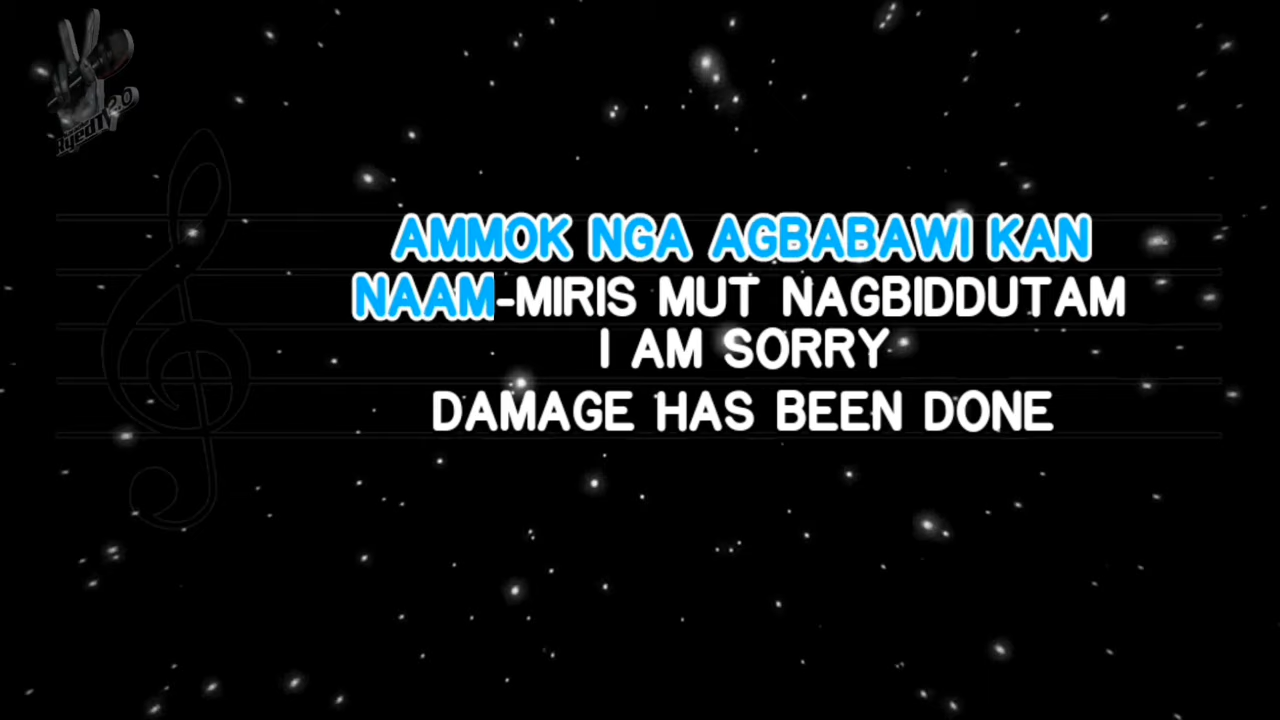 AMMOK NGA AGBABAWI KAN
NAAM-MIRIS MUT NAGBIDDUTAM
I AM SORRY
DAMAGE HAS BEEN DONE